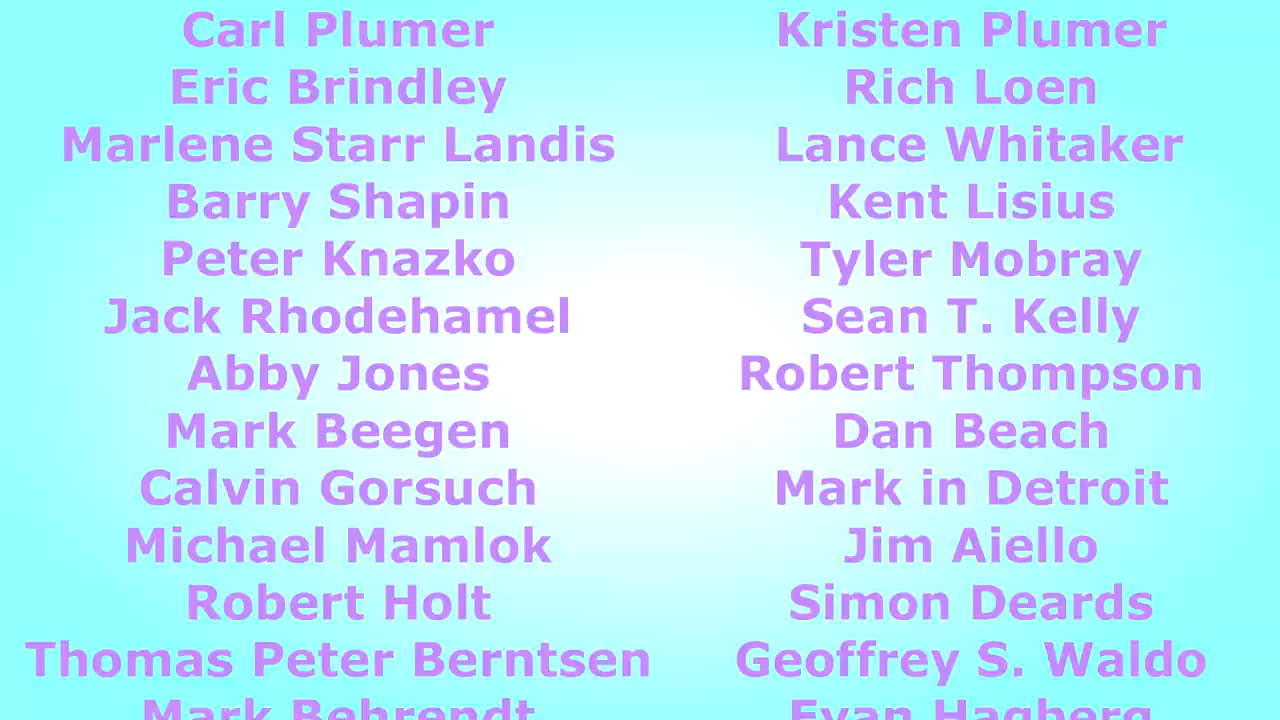 Carl Plumer Kristen Plumer
Eric Brindley Rich Loen
Marlene Starr Landis Lance Whitaker
Barry Shapin Kent Lisius
Peter Knazko Tyler Mobray
Jack Rhodehamel Sean T. Kelly
Abby Jones Robert Thompson
Mark Beegen Dan Beach
Calvin Gorsuch Mark in Detroit
Michael Mamlok Jim Aiello
Robert Holt Simon Deards
Thomas Peter Berntsen Geoffrey S. Waldo
Mark Behrendt Evan Hagberg